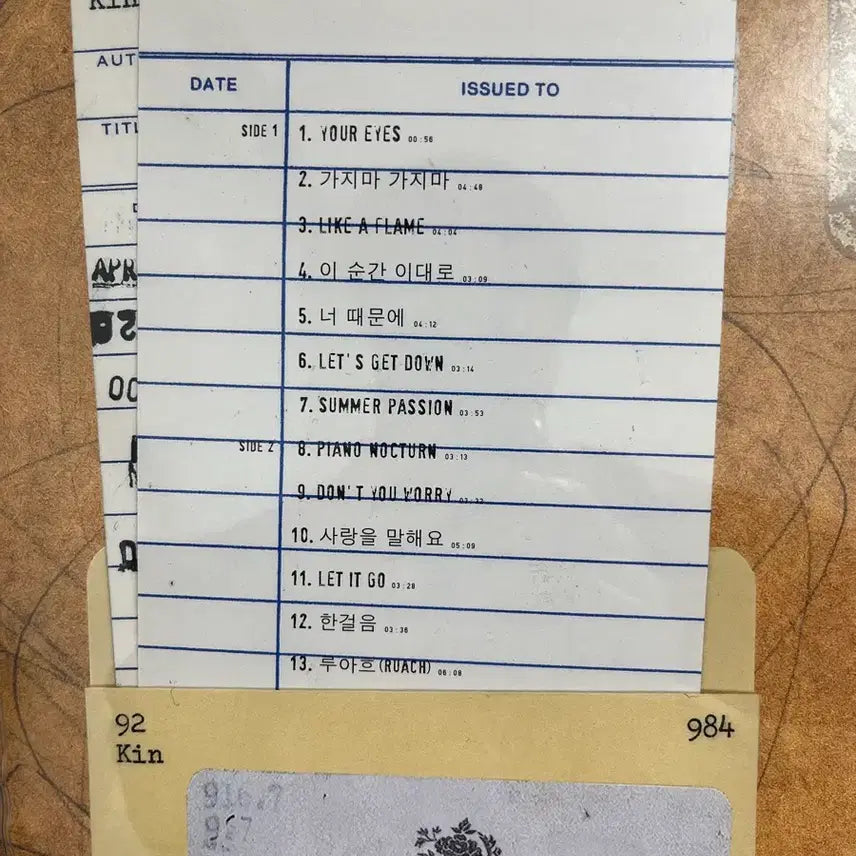 Kin
AUT
TITL
DATE ISSUED TO
SIDE 1 1. YOUR EYES 00:56
2. 가지마 가지마 04:48
3. LIKE A FLAME 04:04
APR
4. 이 순간 이대로 03:09
5. 너 때문에 04:12
6. LET'S GET DOWN 03:14
00
7. SUMMER PASSION 03:53
SIDE 2 8. PIANO NOCTURN 03:13
9. DON'T YOU WORRY
10. 사랑을 말해요 05:09
11. LET IT GO 03:28
12. 한걸음 03:36
13. 루아흐(RUACH) 06:08
92 984
Kin
916.7